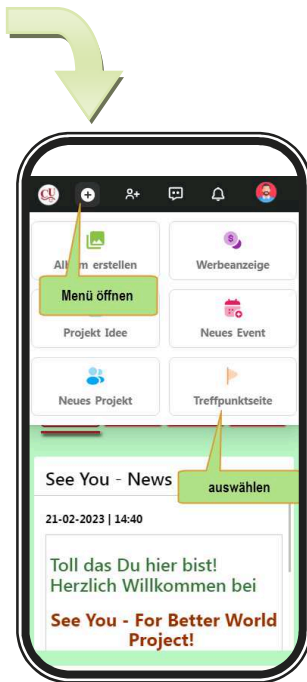 CU
Album erstellen
Werbeanzeige
Menü öffnen
Projekt Idee
Neues Event
Neues Projekt
Treffpunktseite
See You - News
auswählen
21-02-2023 | 14:40
Toll das Du hier bist!
Herzlich Willkommen bei
See You - For Better World
Project!